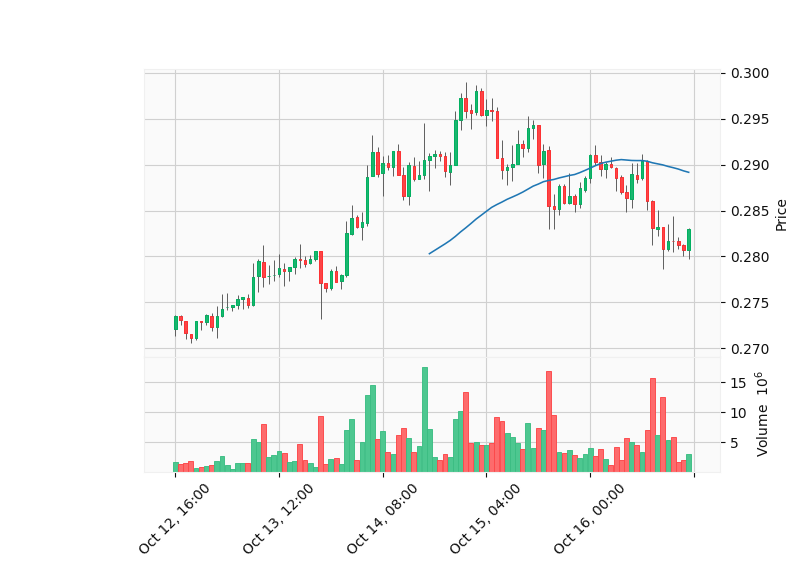 0.300
0.295
0.290
0.285
0.280
0.275
0.270
Price
15
10
5
Volume 10^6
Oct 12, 16:00
Oct 13, 12:00
Oct 14, 08:00
Oct 15, 04:00
Oct 16, 00:00